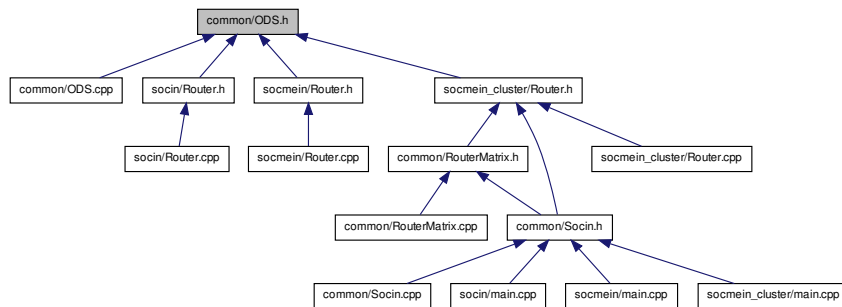 common/ODS.h
common/ODS.cpp
socin/Router.h
socmein/Router.h
socmein_cluster/Router.h
socin/Router.cpp
socmein/Router.cpp
common/RouterMatrix.h
socmein_cluster/Router.cpp
common/RouterMatrix.cpp
common/Socin.h
common/Socin.cpp
socin/main.cpp
socmein/main.cpp
socmein_cluster/main.cpp